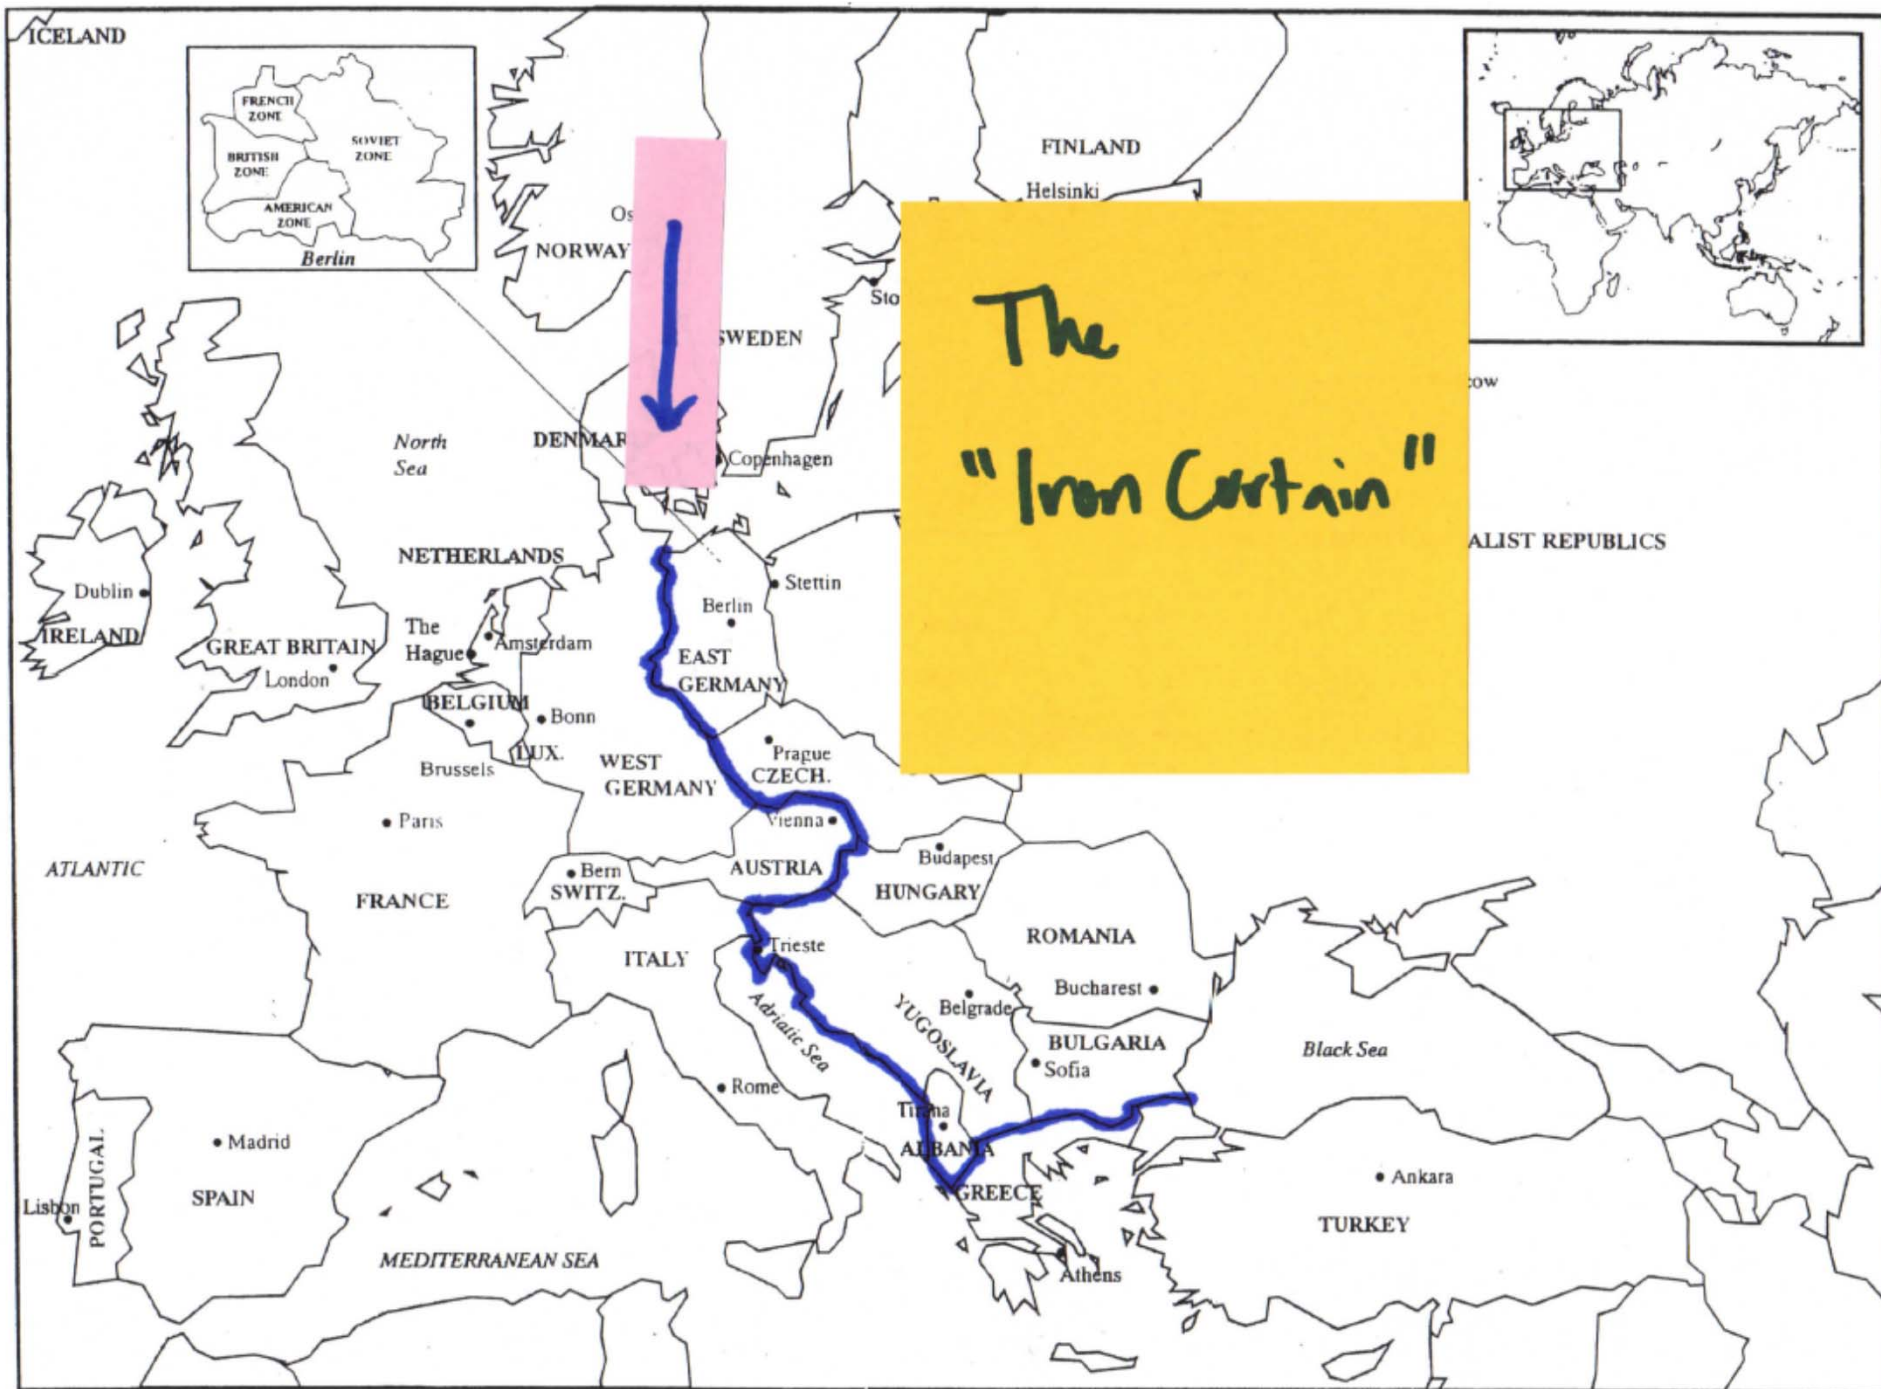 ICELAND
FRENCH
ZONE
SOVIET
ZONE
BRITISH
ZONE
AMERICAN
ZONE
Berlin
FINLAND
Helsinki
Os
NORWAY
Sto
SWEDEN
The
"Iron Curtain"
cow
North
Sea
DENMAR
Copenhagen
ALIST REPUBLICS
NETHERLANDS
Stettin
Dublin
Berlin
IRELAND
The
Hague
Amsterdam
GREAT BRITAIN
London
EAST
GERMANY
BELGIUM
Bonn
LUX.
Brussels
WEST
GERMANY
Prague
CZECH.
Paris
Vienna
ATLANTIC
Bern
SWITZ.
AUSTRIA
Budapest
HUNGARY
FRANCE
ROMANIA
Trieste
ITALY
Bucharest
Adriatic Sea
Belgrade
YUGOSLAVIA
BULGARIA
Sofia
Black Sea
Rome
Tirana
ALBANIA
Madrid
PORTUGAL
SPAIN
Lisbon
GREECE
Ankara
TURKEY
MEDITERRANEAN SEA
Athens